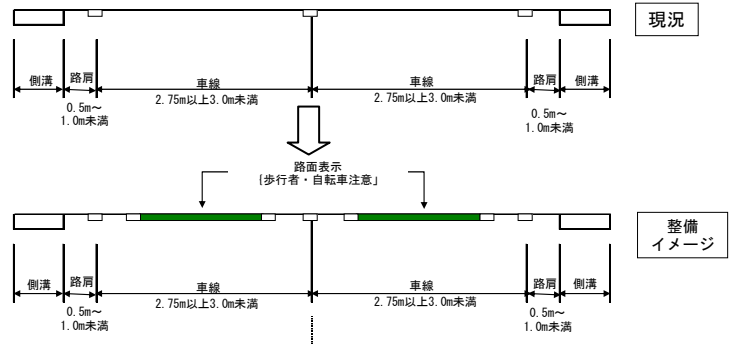 現況
側溝
路肩
車線
車線
路肩
側溝
2.75m以上3.0m未満
2.75m以上3.0m未満
0.5m～
1.0m未満
0.5m～
1.0m未満
路面表示
「歩行者・自転車注意」
整備
イメージ
側溝
路肩
車線
車線
路肩
側溝
2.75m以上3.0m未満
2.75m以上3.0m未満
0.5m～
1.0m未満
0.5m～
1.0m未満